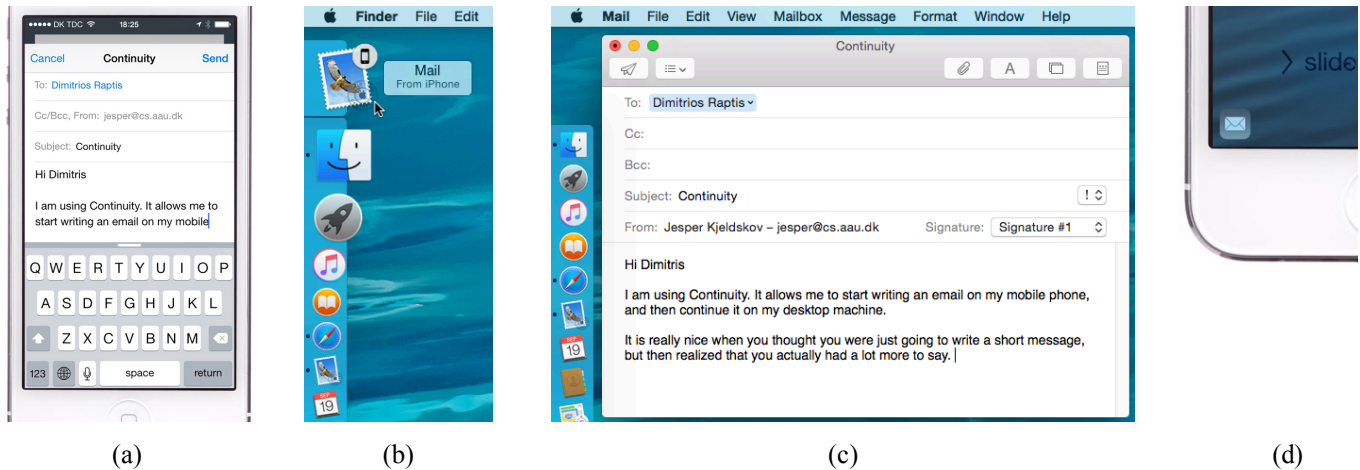 DK TDC 18:25
Cancel Continuity Send
To: Dimitrios Raptis
Cc/Bcc, From: jesper@cs.aau.dk
Subject: Continuity
Hi Dimitris
I am using Continuity. It allows me to
start writing an email on my mobile
Q W E R T Y U I O P
A S D F G H J K L
Z X C V B N M
123 space return
(a)
Finder File Edit
Mail
From iPhone
SEP
19
(b)
Mail File Edit View Mailbox Message Format Window Help
Continuity
A
To: Dimitrios Raptis
Cc:
Bcc:
Subject: Continuity !
From: Jesper Kjeldskov – jesper@cs.aau.dk Signature: Signature #1
Hi Dimitris
I am using Continuity. It allows me to start writing an email on my mobile phone,
and then continue it on my desktop machine.
It is really nice when you thought you were just going to write a short message,
but then realized that you actually had a lot more to say.
SEP
19
(c)
> slide
(d)